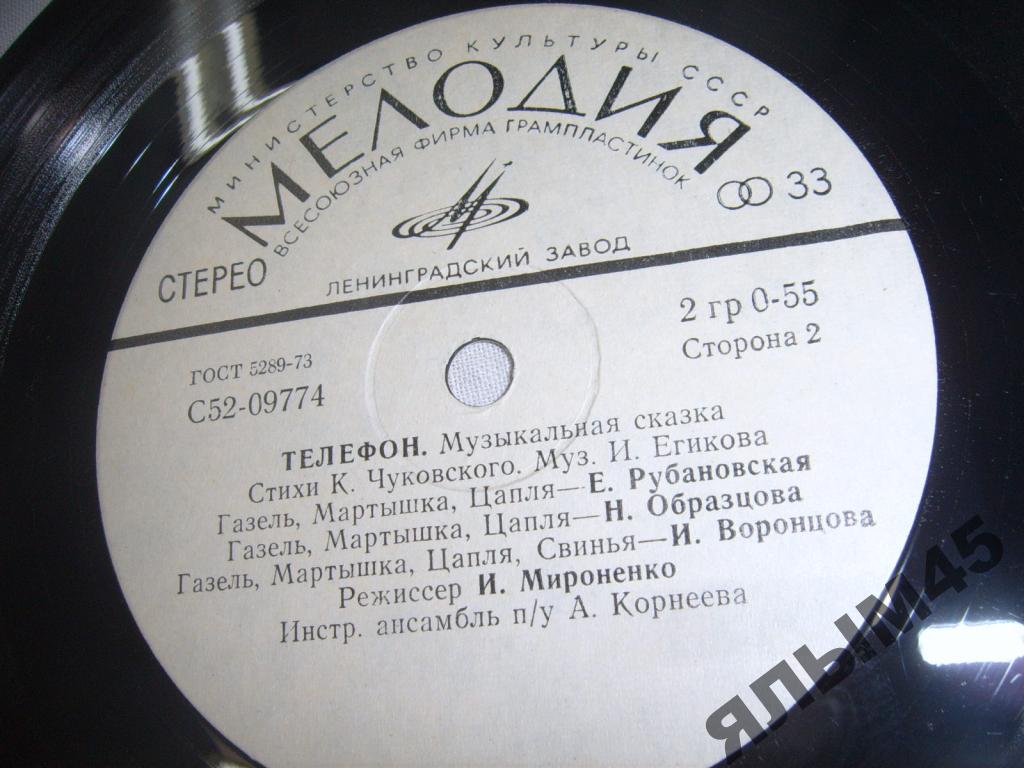 МИНИСТЕРСТВО КУЛЬТУРЫ СССР
МЕЛОДИЯ
ВСЕСОЮЗНАЯ ФИРМА ГРАМПЛАСТИНОК
СТЕРЕО
33
ЛЕНИНГРАДСКИЙ ЗАВОД
2 гр 0-55
ГОСТ 5289-73
Сторона 2
С52-09774
ТЕЛЕФОН. Музыкальная сказка
Стихи К. Чуковского. Муз. И. Егикова
Газель, Мартышка, Цапля—Е. Рубановская
Газель, Мартышка, Цапля—Н. Образцова
Газель, Мартышка, Цапля, Свинья—И. Воронцова
Режиссер И. Мироненко
Инстр. ансамбль п/у А. Корнеева
ЯЛЫМ45